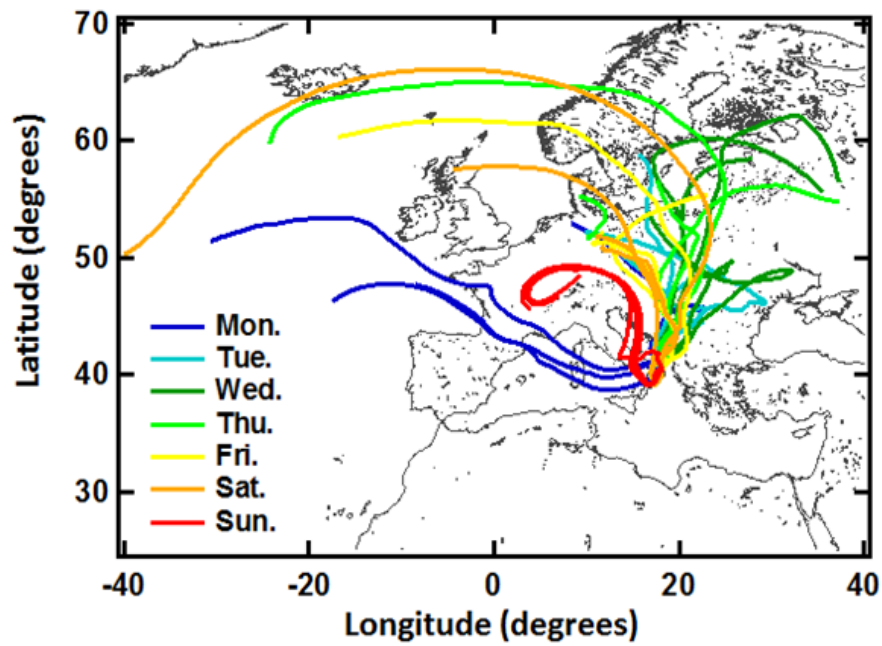 70
60
50
40
30
Latitude (degrees)
Mon.
Tue.
Wed.
Thu.
Fri.
Sat.
Sun.
-40 -20 0 20 40
Longitude (degrees)